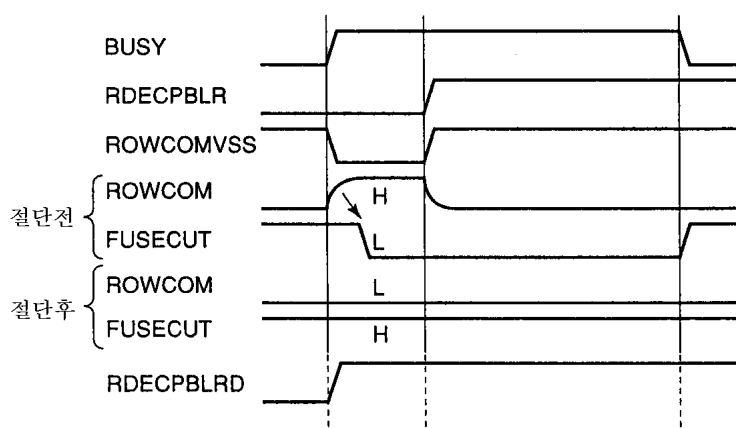 BUSY
RDECPBLR
ROWCOMVSS
절단전
ROWCOM
H
FUSECUT
L
절단후
ROWCOM
L
FUSECUT
H
RDECPBLRD